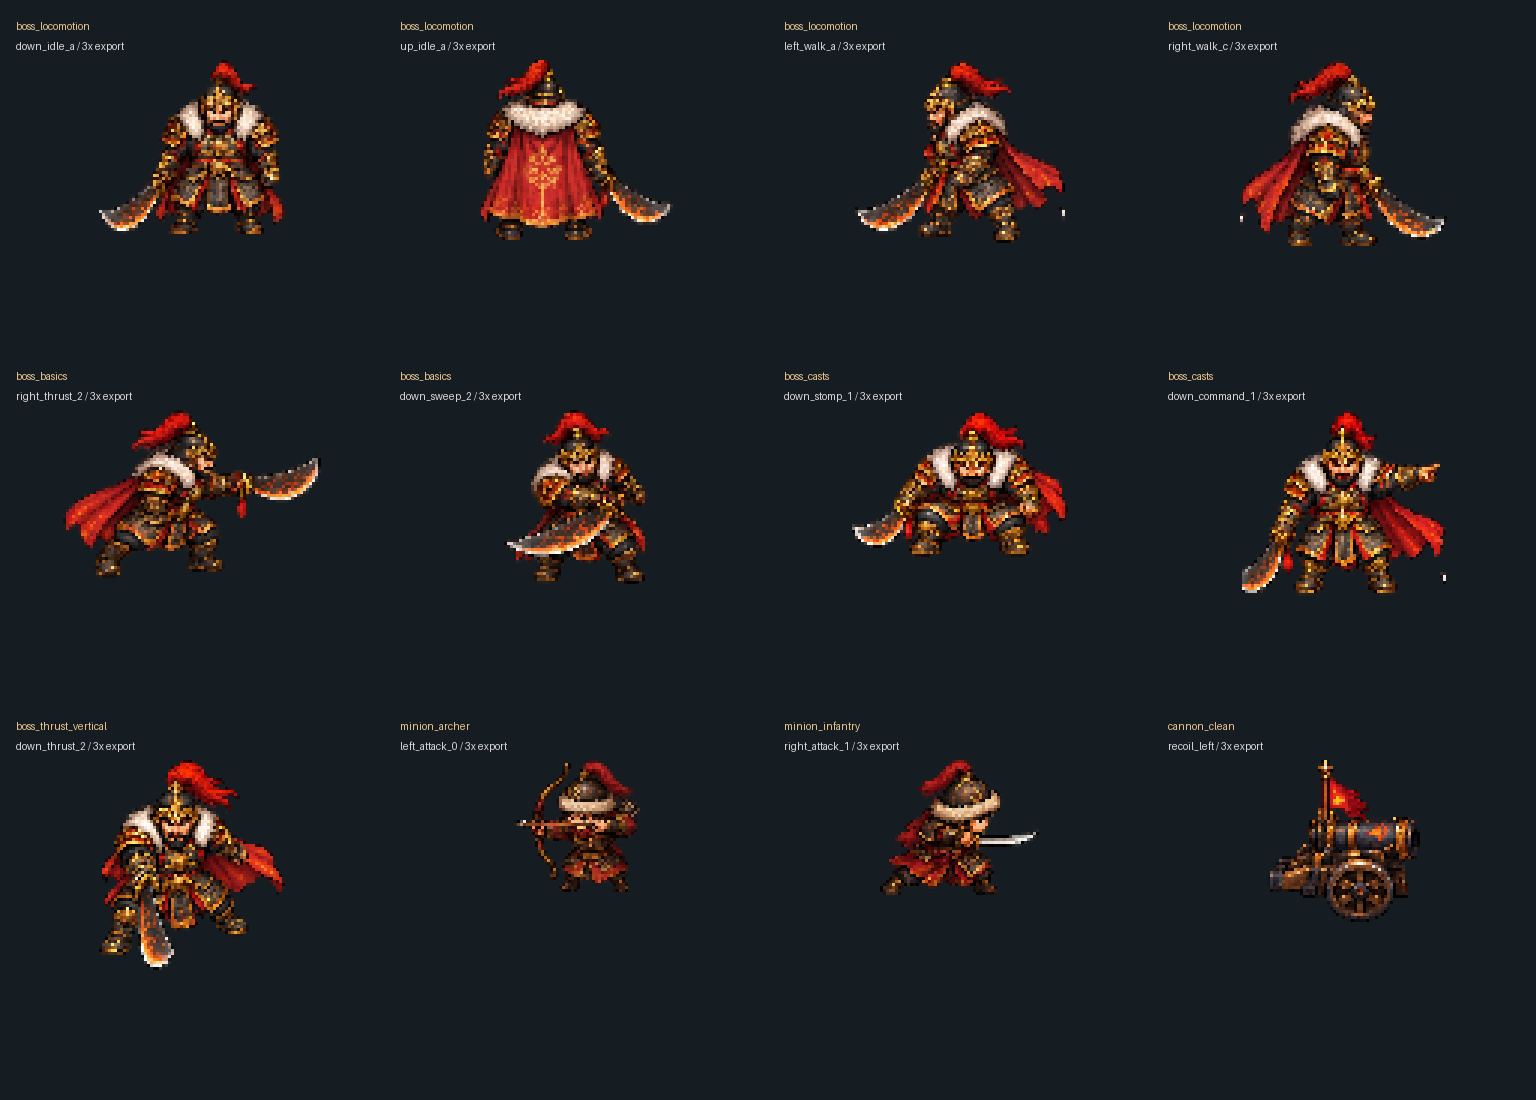 boss_locomotion
down_idle_a / 3x export
boss_locomotion
up_idle_a / 3x export
boss_locomotion
left_walk_a / 3x export
boss_locomotion
right_walk_c / 3x export
boss_basics
right_thrust_2 / 3x export
boss_basics
down_sweep_2 / 3x export
boss_casts
down_stomp_1 / 3x export
boss_casts
down_command_1 / 3x export
boss_thrust_vertical
down_thrust_2 / 3x export
minion_archer
left_attack_0 / 3x export
minion_infantry
right_attack_1 / 3x export
cannon_clean
recoil_left / 3x export